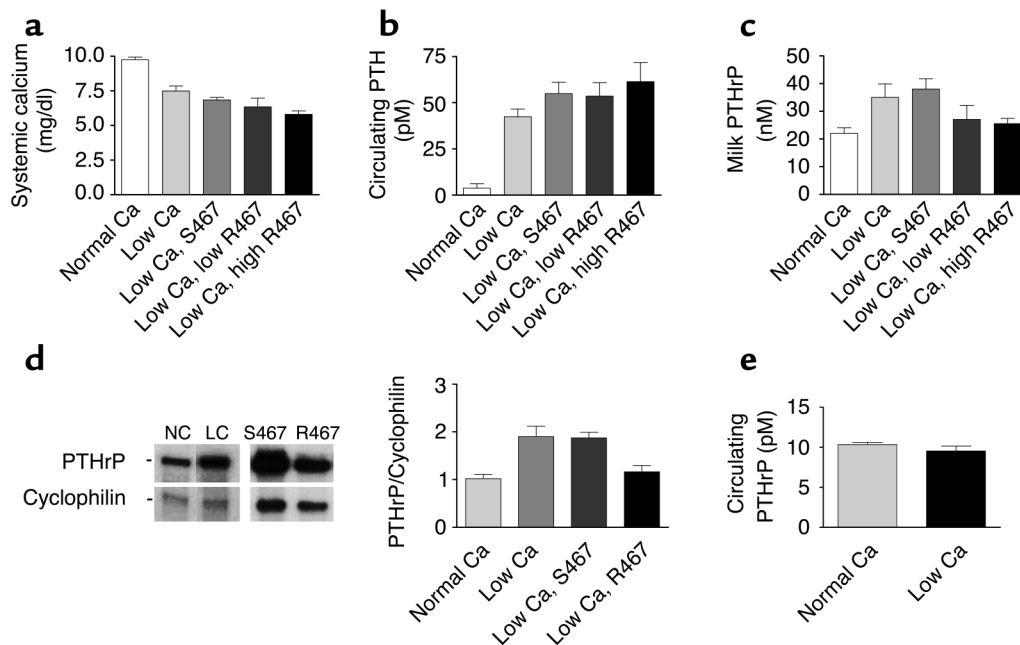 a
Systemic calcium
(mg/dl)
10.0
7.5
5.0
2.5
0.0
Normal Ca
Low Ca
Low Ca, S467
Low Ca, low R467
Low Ca, high R467
b
Circulating PTH
(pM)
75
50
25
0
Normal Ca
Low Ca
Low Ca, S467
Low Ca, low R467
Low Ca, high R467
c
Milk PTHrP
(nM)
50
40
30
20
10
0
Normal Ca
Low Ca
Low Ca, S467
Low Ca, low R467
Low Ca, high R467
d
NC LC S467 R467
PTHrP -
Cyclophilin -
PTHrP/Cyclophilin
3
2
1
0
Normal Ca
Low Ca
Low Ca, S467
Low Ca, R467
e
Circulating
PTHrP (pM)
15
10
5
0
Normal Ca
Low Ca